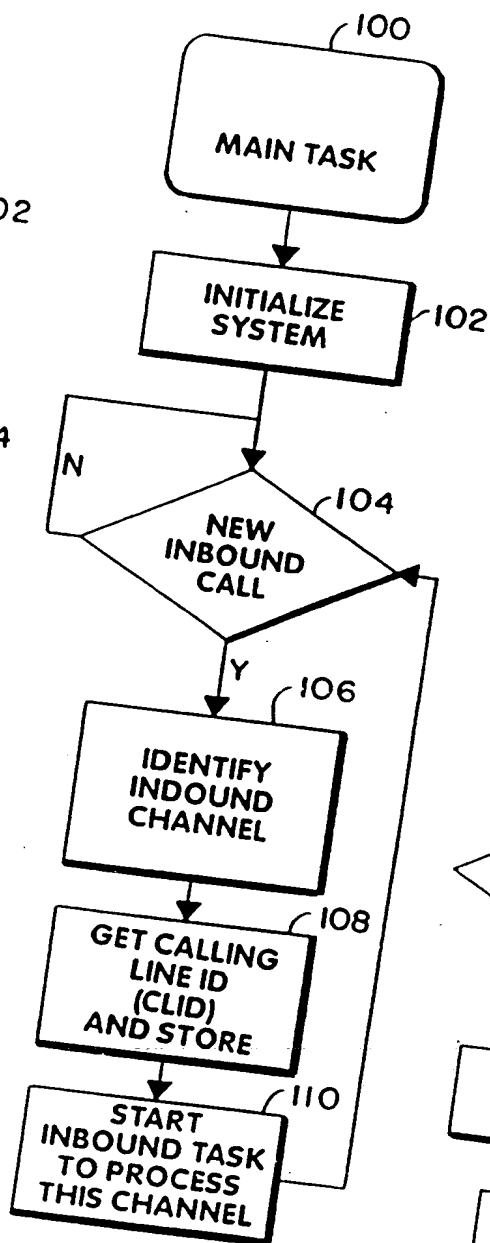 100
MAIN TASK
02
INITIALIZE
SYSTEM
102
4
N
104
NEW
INBOUND
CALL
Y
106
IDENTIFY
INDOUND
CHANNEL
108
GET CALLING
LINE ID
(CLID)
AND STORE
110
START
INBOUND TASK
TO PROCESS
THIS CHANNEL